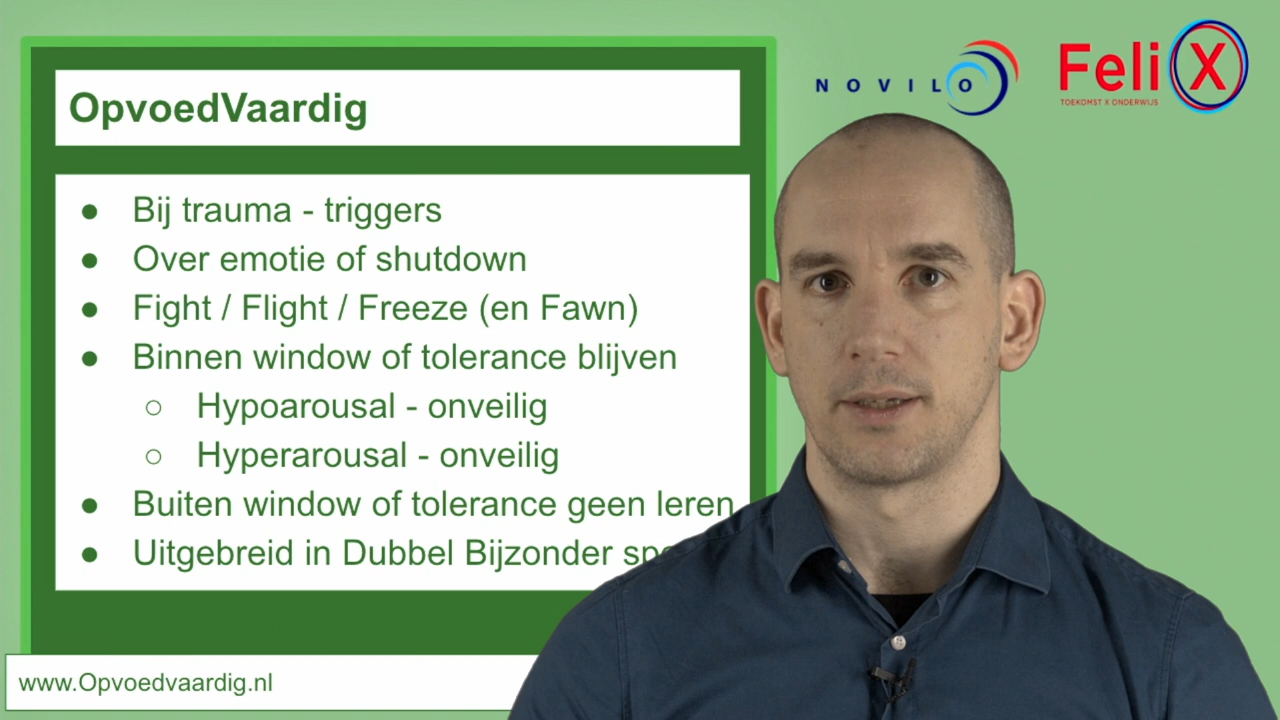 OpvoedVaardig
NOVILO
FeliX
TOEKOMST X ONDERWIJS
● Bij trauma - triggers
● Over emotie of shutdown
● Fight / Flight / Freeze (en Fawn)
● Binnen window of tolerance blijven
○ Hypoarousal - onveilig
○ Hyperarousal - onveilig
● Buiten window of tolerance geen leren
● Uitgebreid in Dubbel Bijzonder
www.Opvoedvaardig.nl